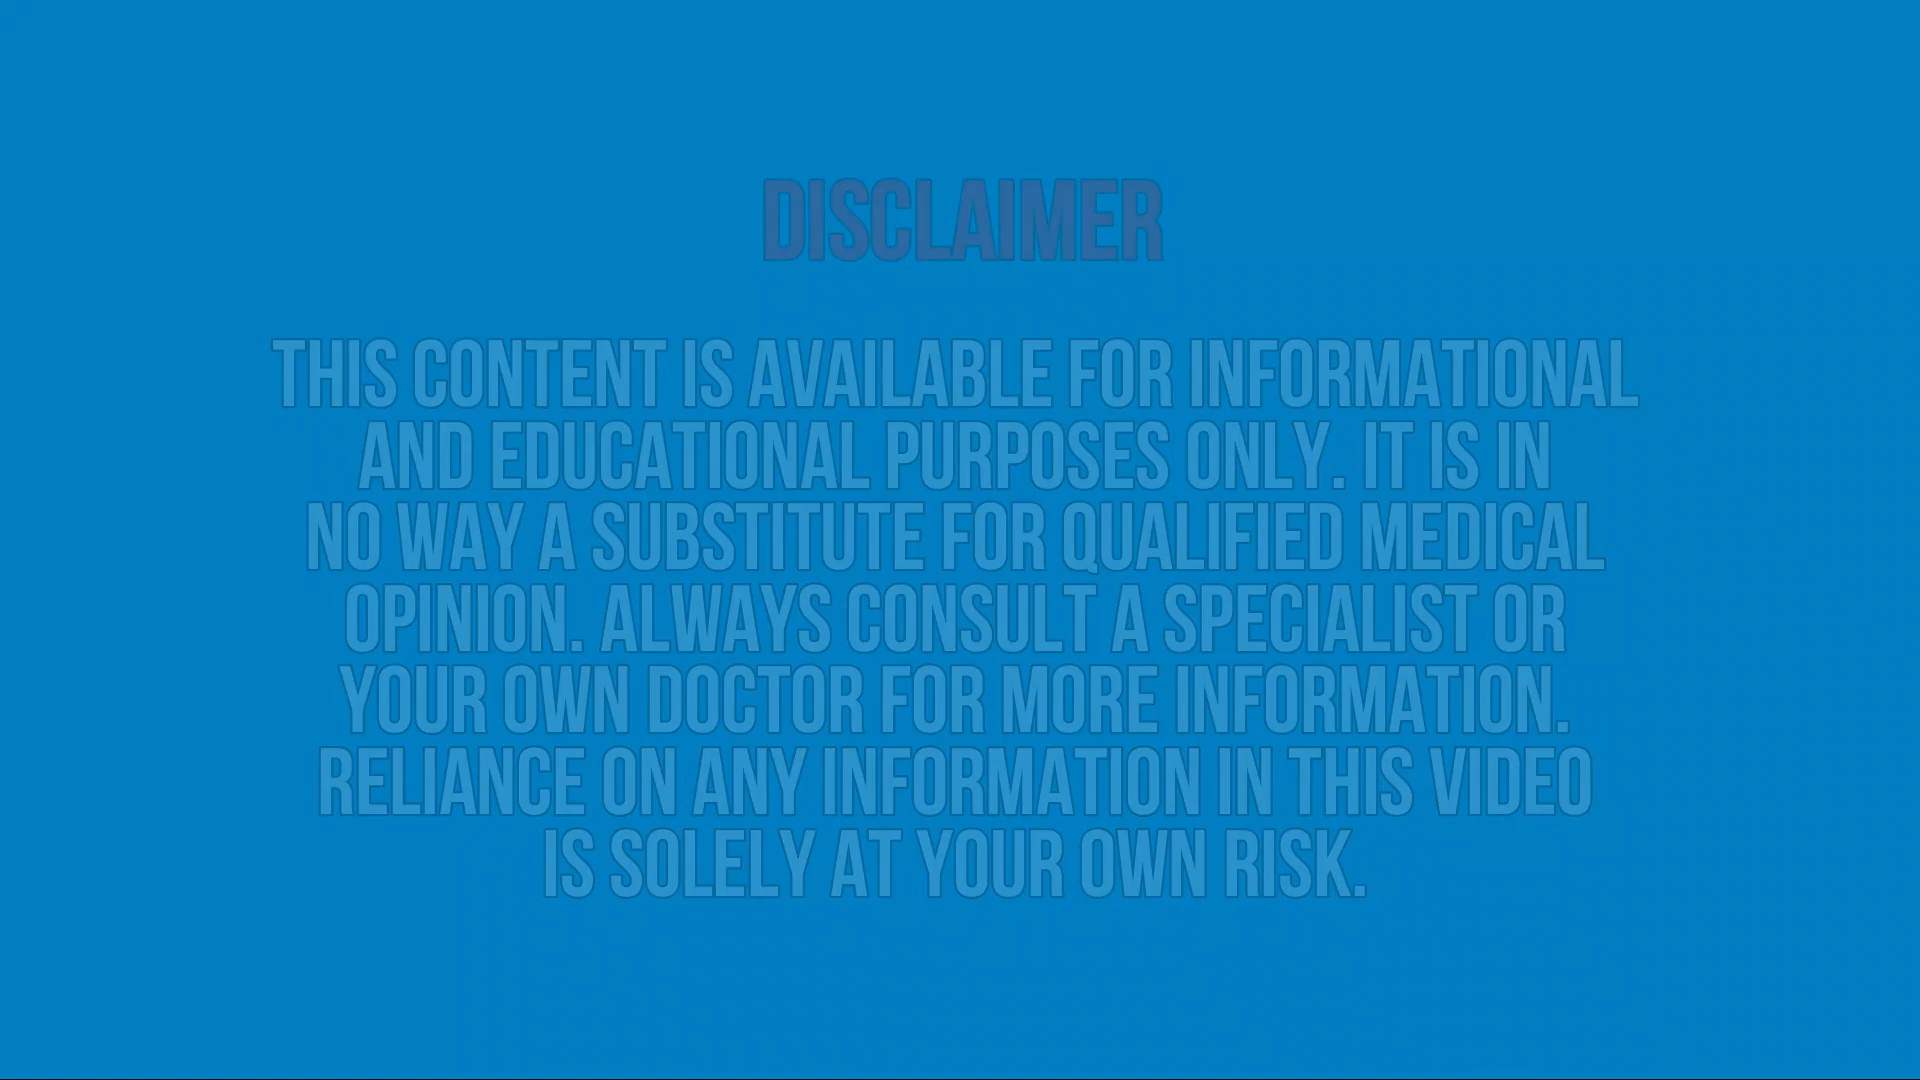 DISCLAIMER
THIS CONTENT IS AVAILABLE FOR INFORMATIONAL
AND EDUCATIONAL PURPOSES ONLY. IT IS IN
NO WAY A SUBSTITUTE FOR QUALIFIED MEDICAL
OPINION. ALWAYS CONSULT A SPECIALIST OR
YOUR OWN DOCTOR FOR MORE INFORMATION.
RELIANCE ON ANY INFORMATION IN THIS VIDEO
IS SOLELY AT YOUR OWN RISK.